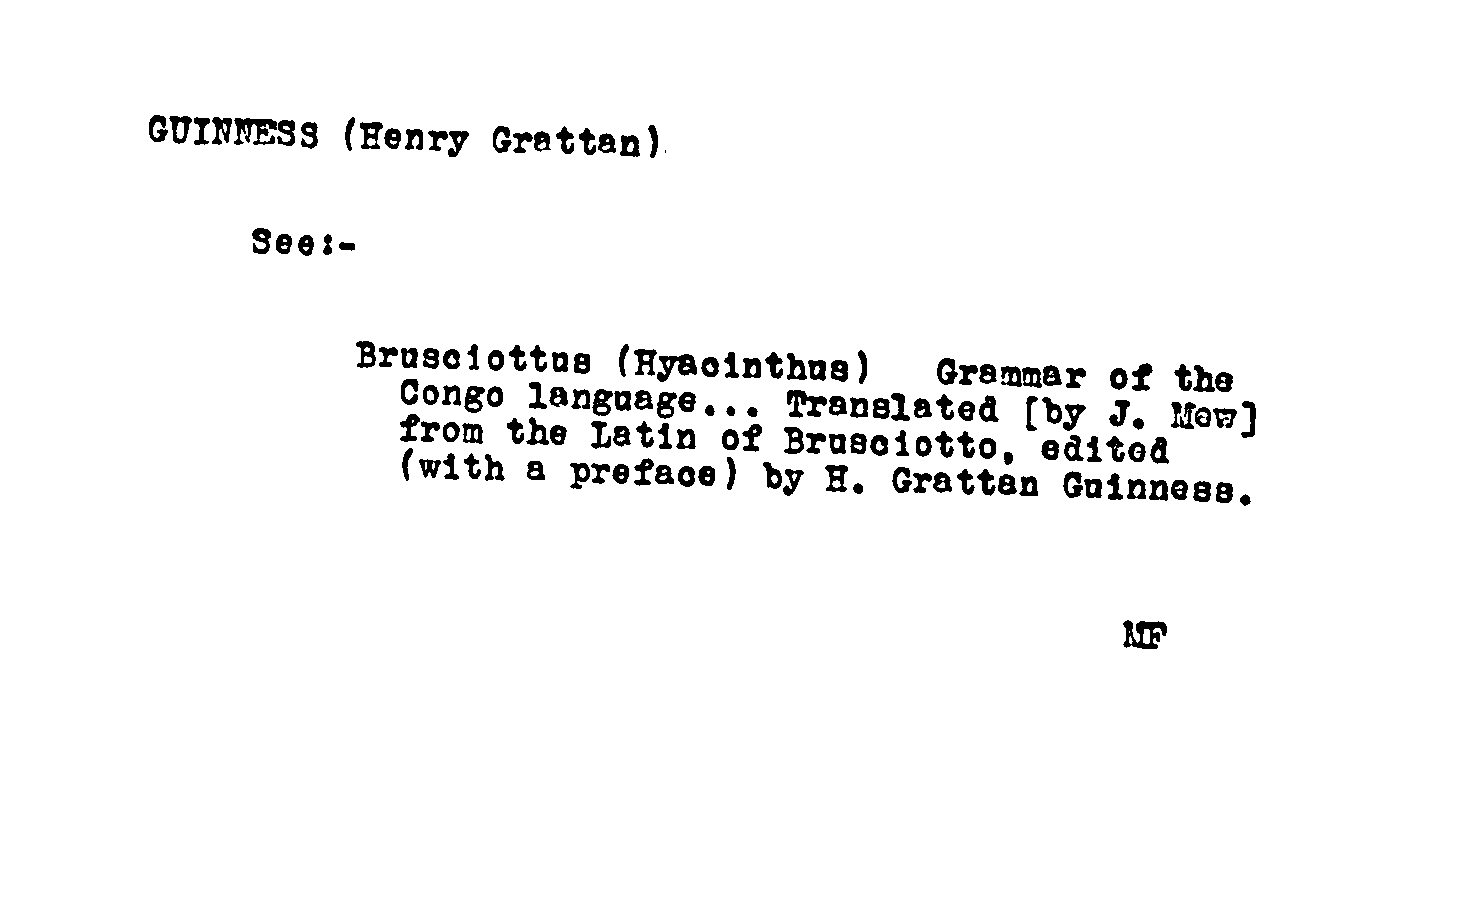 GUINNESS (Henry Grattan)
See:-
Brusciottus (Hyacinthus) Grammar of the
Congo language... Translated [by J. Mew]
from the Latin of Brusciotto, edited
(with a preface) by H. Grattan Guinness.
MF